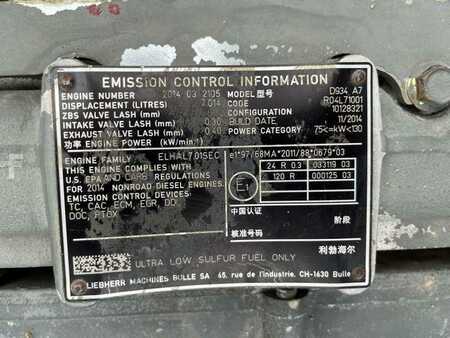 EMISSION CONTROL INFORMATION
ENGINE NUMBER 2014 03 2105 MODEL D934 A7
DISPLACEMENT (LITRES) 7.014 CODE R04L71001
ZBS VALVE LASH (MM) CONFIGURATION 10128321
INTAKE VALVE LASH (MM) 0.30 BUILD DATE 11/2014
EXHAUST VALVE LASH (MM) 0.40 POWER CATEGORY 75<=kW<130
功率 ENGINE POWER (kW/min⁻¹)
ENGINE FAMILY ELHAL7.01SEC e1*97/68MA*2011/88*0679*03
THIS ENGINE COMPLIES WITH 24 R 03 033119 03
U.S. EPA AND CARB REGULATIONS 120 R 000125 03
FOR 2014 NONROAD DIESEL ENGINES. E1
EMISSION CONTROL DEVICES:
TC, CAC, ECM, EGR, DDI, 中国认证 阶段
DOC, PTOX
核准号码
利勃海尔
ULTRA LOW SULFUR FUEL ONLY
LIEBHERR MACHINES BULLE SA 45, rue de l'industrie, CH-1630 Bulle